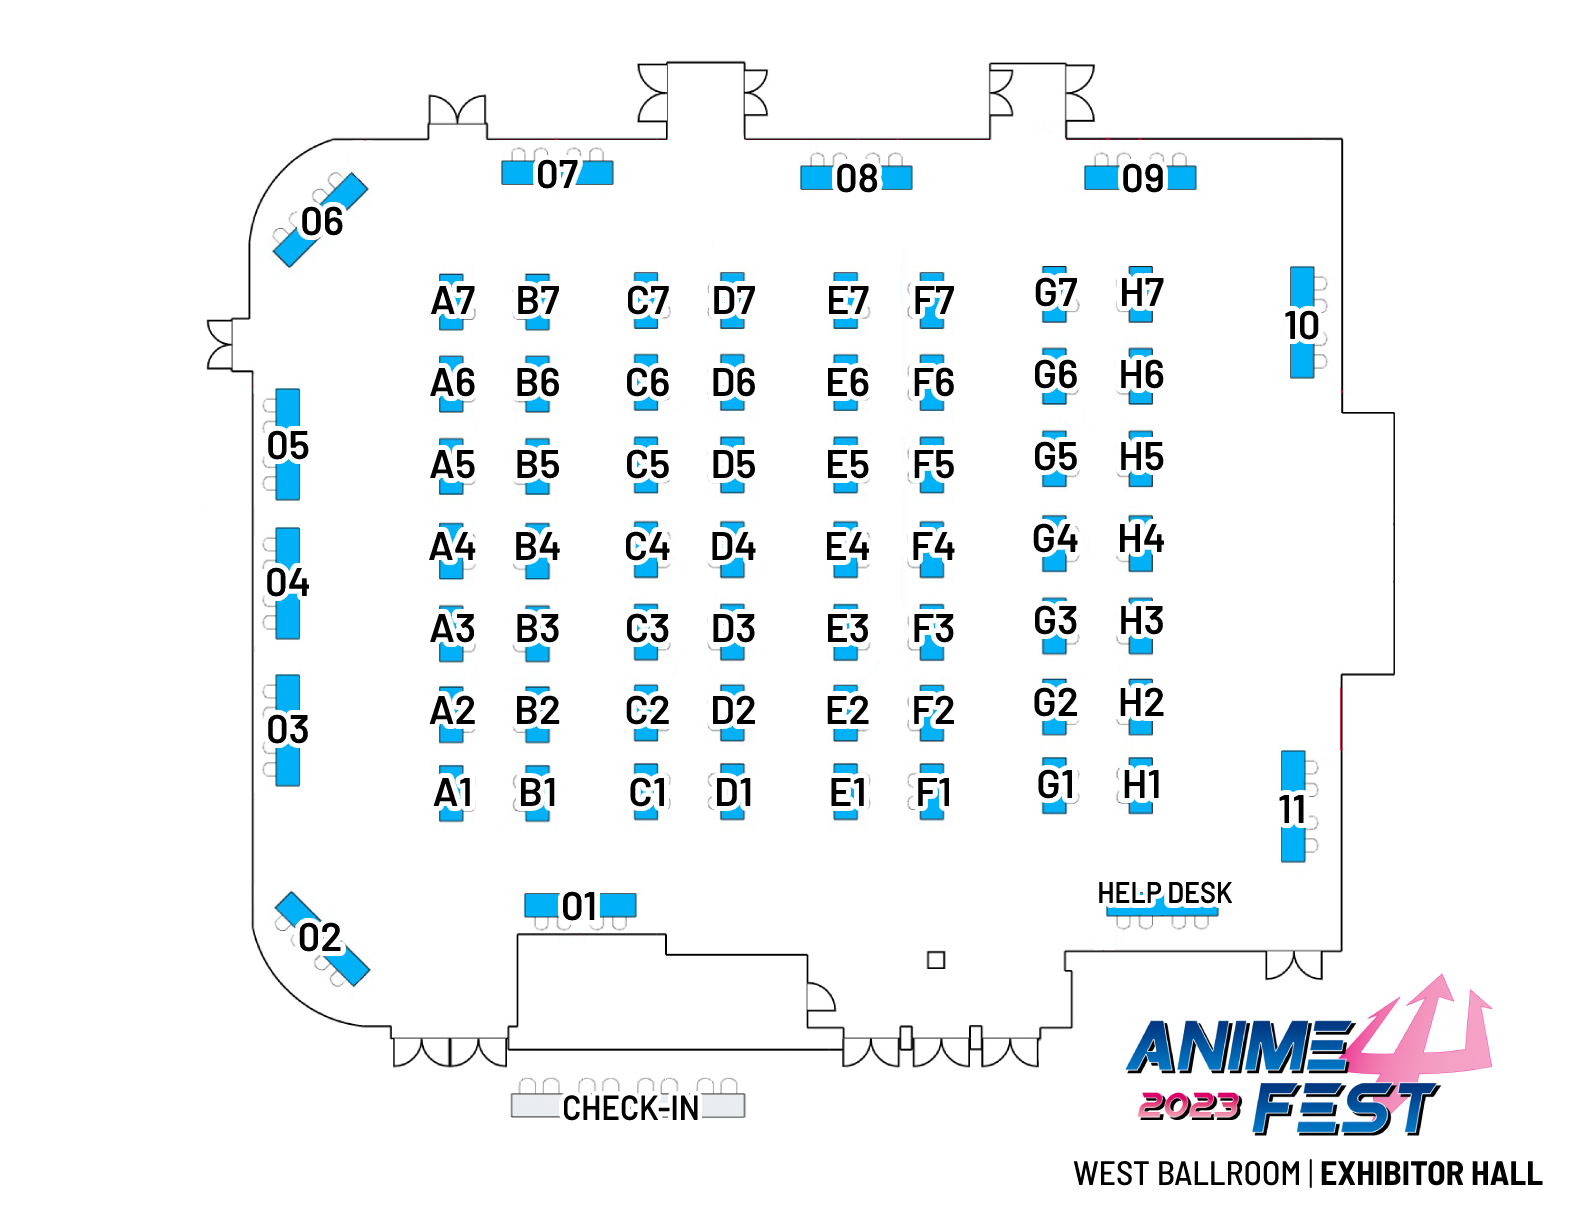 07
08
09
06
10
A7 B7 C7 D7 E7 F7 G7 H7
A6 B6 C6 D6 E6 F6 G6 H6
05
A5 B5 C5 D5 E5 F5 G5 H5
A4 B4 C4 D4 E4 F4 G4 H4
04
A3 B3 C3 D3 E3 F3 G3 H3
03
A2 B2 C2 D2 E2 F2 G2 H2
A1 B1 C1 D1 E1 F1 G1 H1
11
HELP DESK
01
02
CHECK-IN
ANIME
2023 FEST
WEST BALLROOM | EXHIBITOR HALL